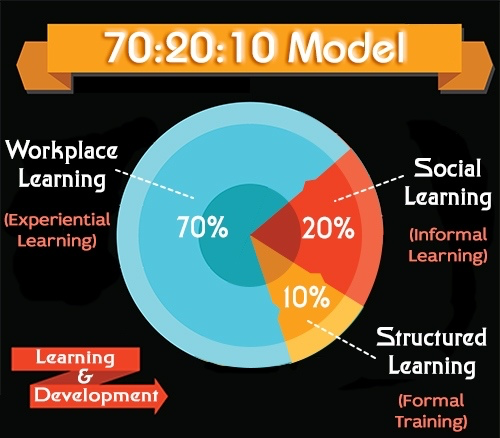 70:20:10 Model
Workplace
Learning
(Experiential
Learning)
70%
Social
Learning
(Informal
Learning)
20%
10%
Structured
Learning
(Formal
Training)
Learning
&
Development